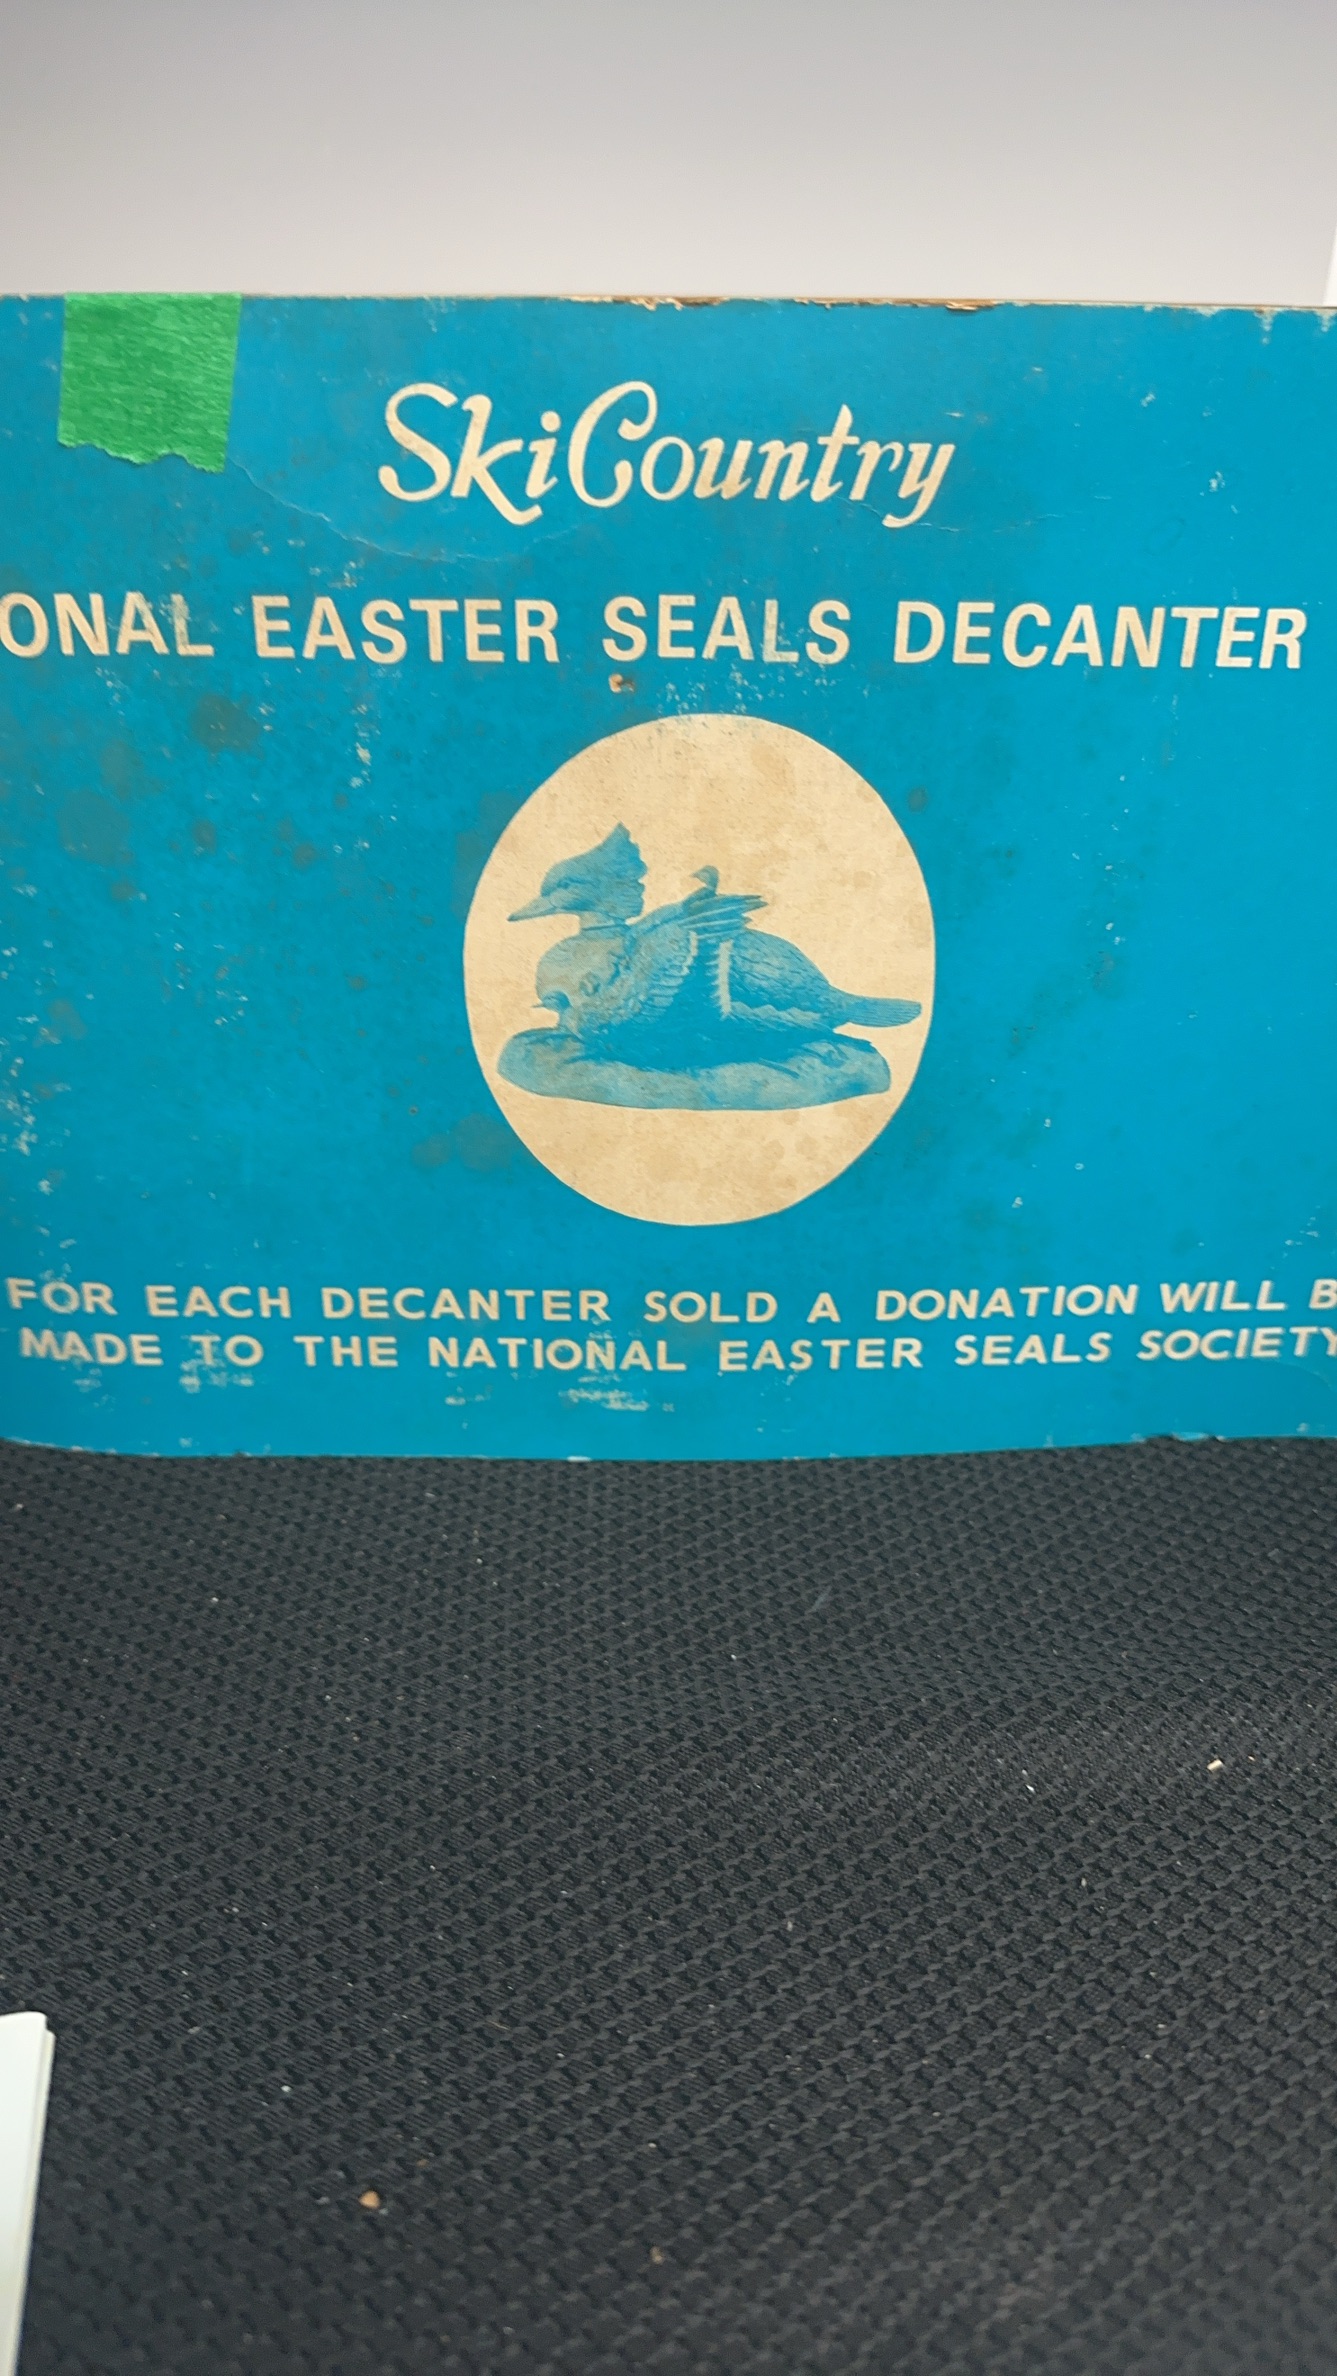 SkiCountry
ONAL EASTER SEALS DECANTER
FOR EACH DECANTER SOLD A DONATION WILL B
MADE TO THE NATIONAL EASTER SEALS SOCIETY